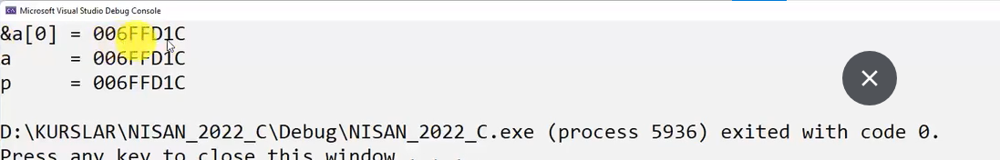 Microsoft Visual Studio Debug Console
&a[0] = 006FFD1C
a     = 006FFD1C
p     = 006FFD1C
D:\KURSLAR\NISAN_2022_C\Debug\NISAN_2022_C.exe (process 5936) exited with code 0.
Press any key to close this window . . .